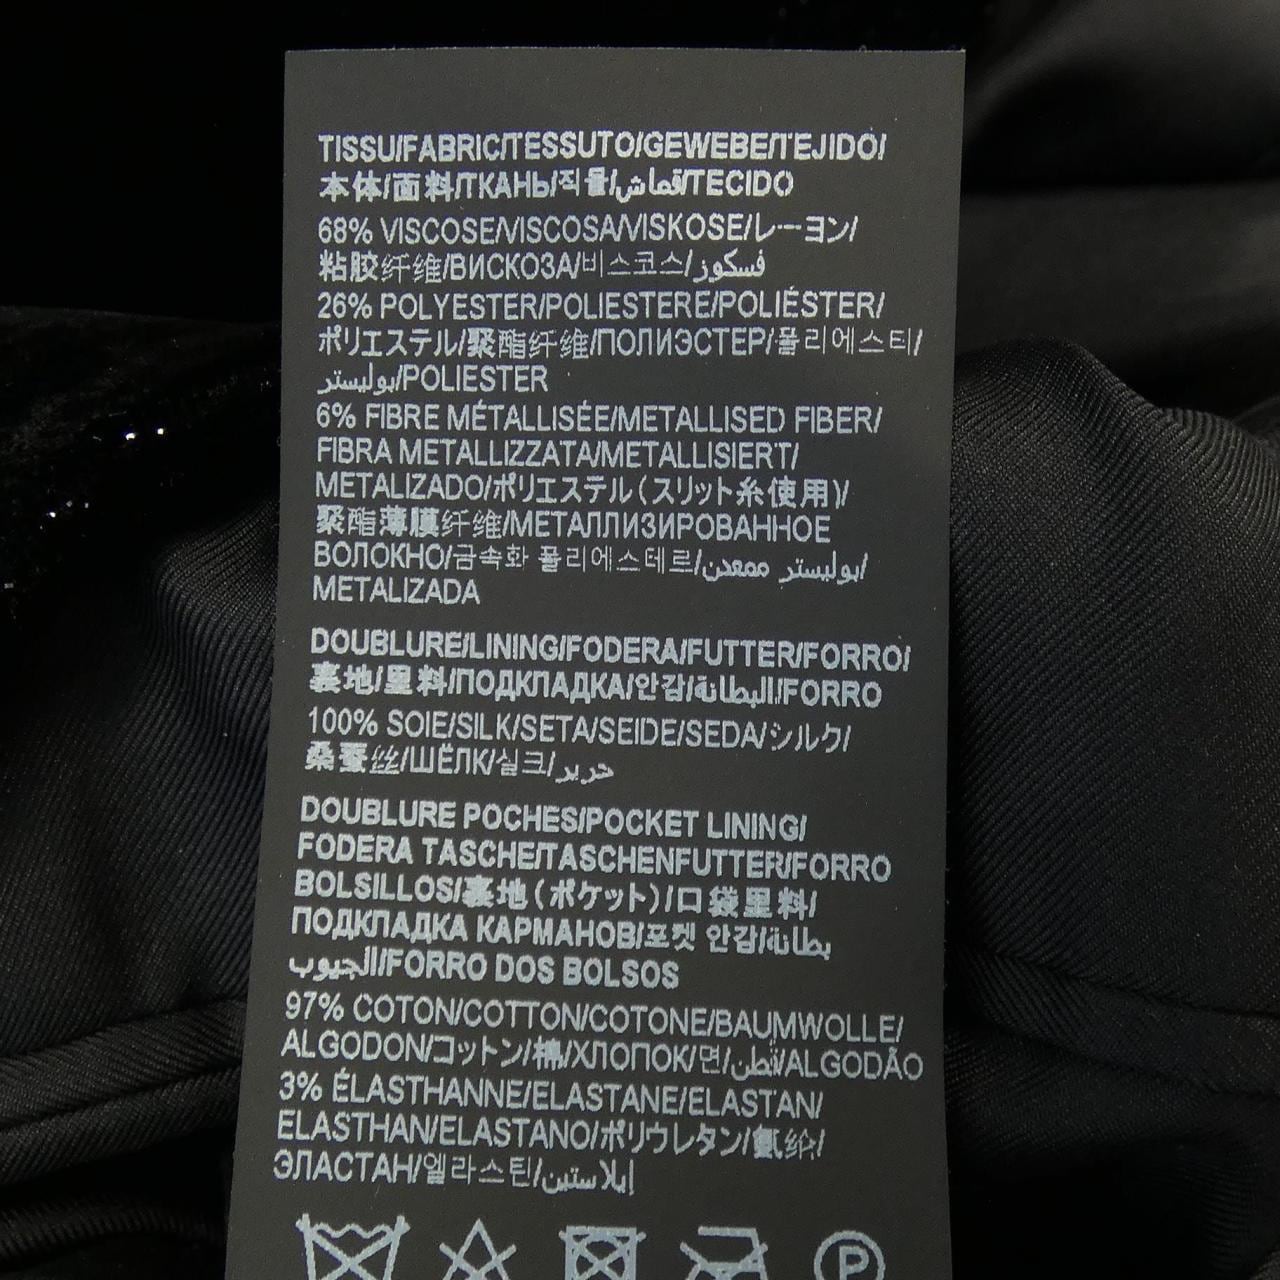 TISSU/FABRIC/TESSUTO/GEWEBE/TEJIDO/
本体/面料/ТКАНЬ/직물/قماش/TECIDO
68% VISCOSE/VISCOSA/VISKOSE/レーヨン/
粘胶纤维/ВИСКОЗА/비스코스/فسكوز
26% POLYESTER/POLIESTERE/POLIÉSTER/
ポリエステル/聚酯纤维/ПОЛИЭСТЕР/폴리에스터/
بوليستر/POLIESTER
6% FIBRE MÉTALLISÉE/METALLISED FIBER/
FIBRA METALLIZZATA/METALLISIERT/
METALIZADO/ポリエステル(スリット糸使用)/
聚酯薄膜纤维/МЕТАЛЛИЗИРОВАННОЕ
ВОЛОКНО/금속화 폴리에스테르/بوليستر ممعدن/
METALIZADA
DOUBLURE/LINING/FODERA/FUTTER/FORRO/
裏地/里料/ПОДКЛАДКА/안감/البطانة/FORRO
100% SOIE/SILK/SETA/SEIDE/SEDA/シルク/
桑蚕丝/ШЁЛК/실크/حرير
DOUBLURE POCHES/POCKET LINING/
FODERA TASCHE/TASCHENFUTTER/FORRO
BOLSILLOS/裏地(ポケット)/口袋里料/
ПОДКЛАДКА КАРМАНОВ/포켓 안감/بطانة
الجيوب/FORRO DOS BOLSOS
97% COTON/COTTON/COTONE/BAUMWOLLE/
ALGODON/コットン/棉/ХЛОПОК/면/قطن/ALGODÃO
3% ÉLASTHANNE/ELASTANE/ELASTAN/
ELASTHAN/ELASTANO/ポリウレタン/氨纶/
ЭЛАСТАН/엘라스틴/إيلاستين
P